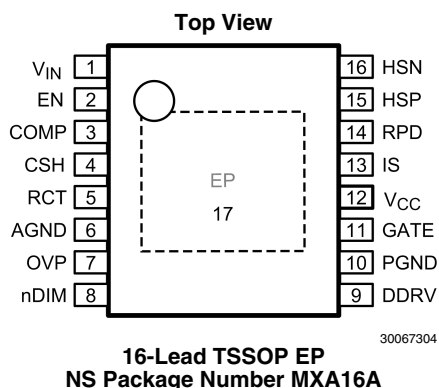 Top View
VIN 1
EN 2
COMP 3
CSH 4
RCT 5
AGND 6
OVP 7
nDIM 8
EP
17
16 HSN
15 HSP
14 RPD
13 IS
12 VCC
11 GATE
10 PGND
9 DDRV
30067304
16-Lead TSSOP EP
NS Package Number MXA16A